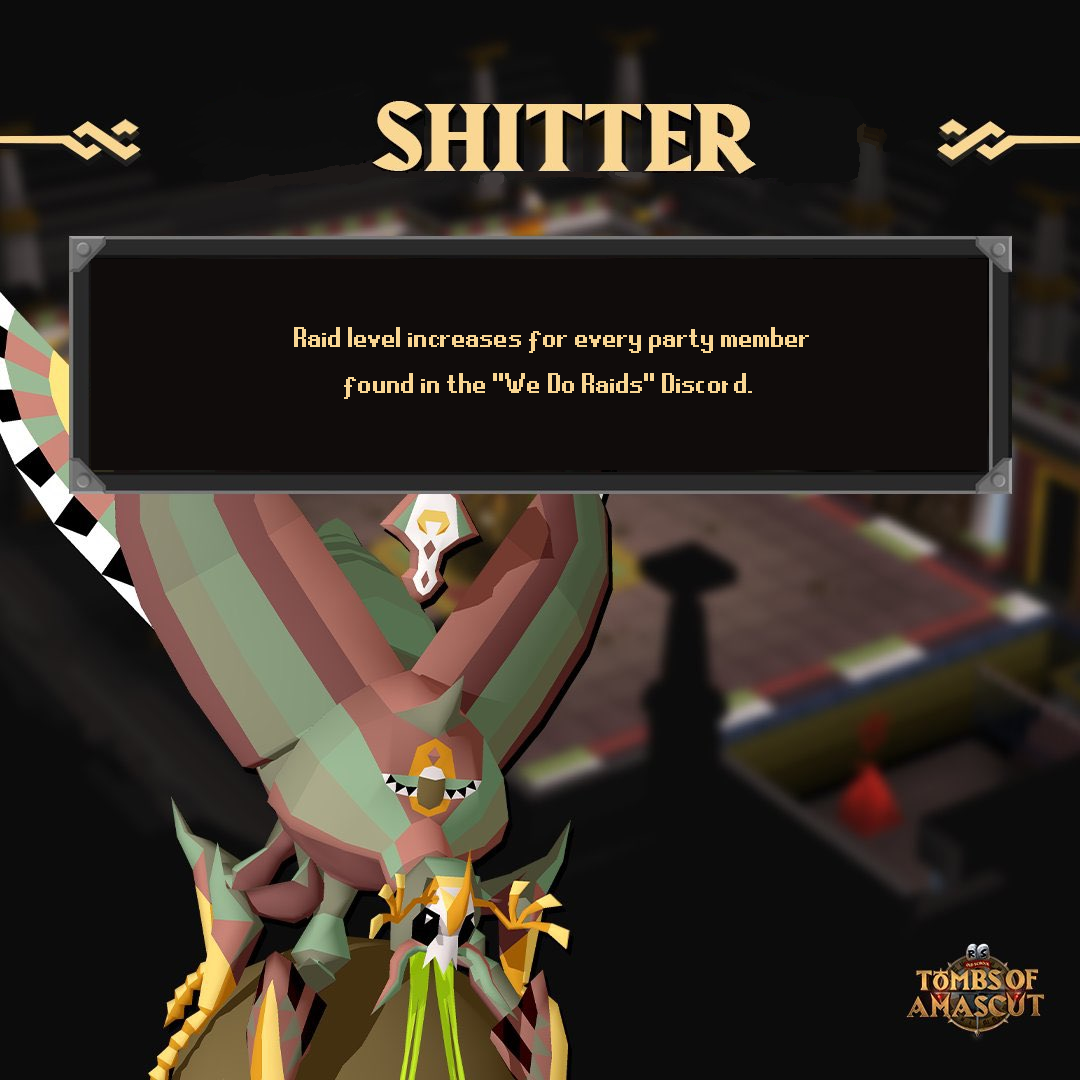 SHITTER
Raid level increases for every party member
found in the "We Do Raids" Discord.
TOMBS OF
AMASCUT